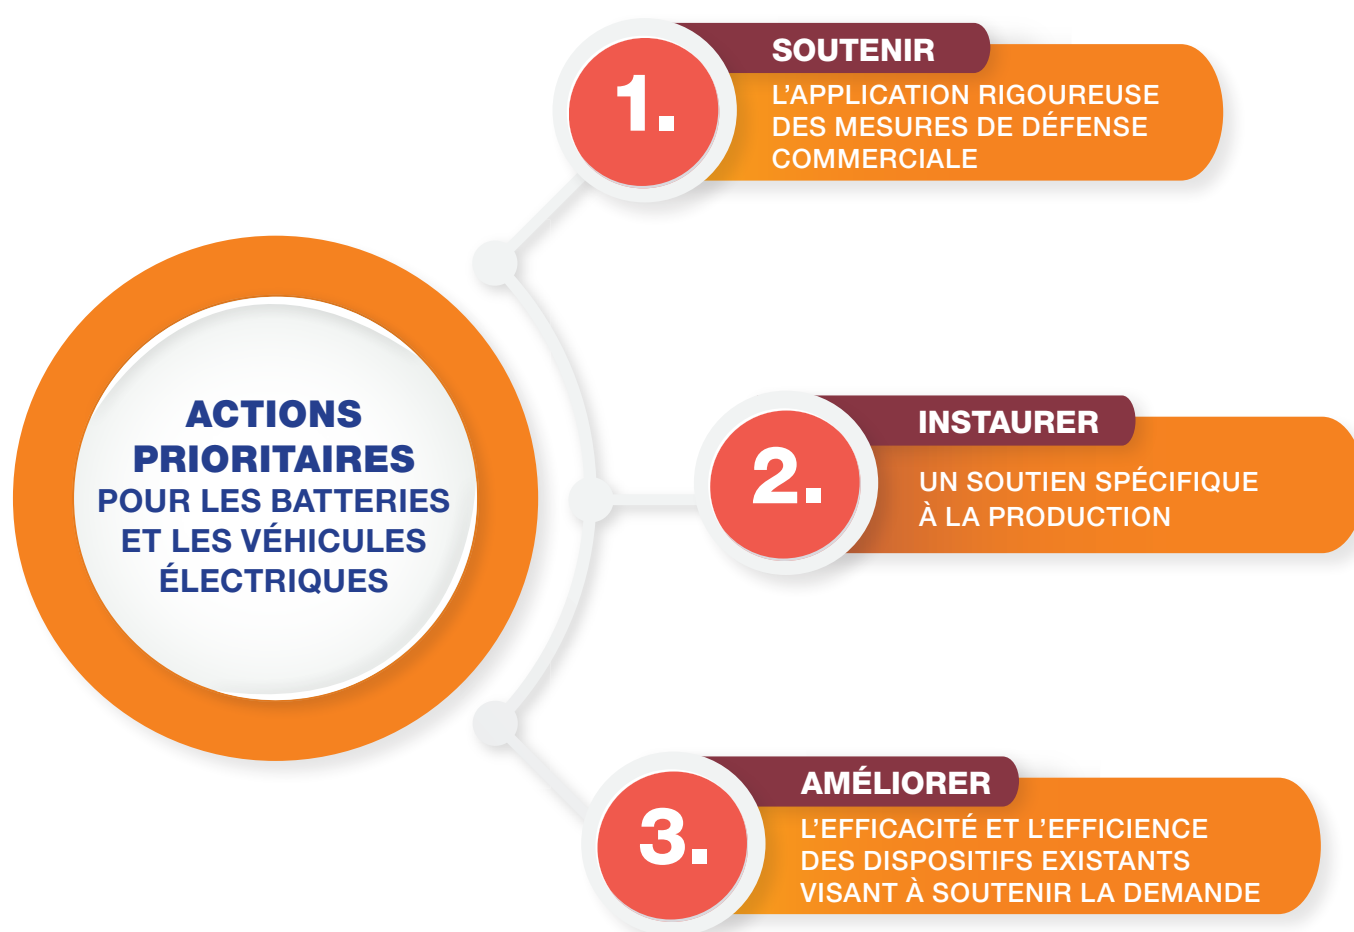 ACTIONS
PRIORITAIRES
POUR LES BATTERIES
ET LES VÉHICULES
ÉLECTRIQUES
1.
SOUTENIR
L'APPLICATION RIGOUREUSE
DES MESURES DE DÉFENSE
COMMERCIALE
2.
INSTAURER
UN SOUTIEN SPÉCIFIQUE
À LA PRODUCTION
3.
AMÉLIORER
L'EFFICACITÉ ET L'EFFICIENCE
DES DISPOSITIFS EXISTANTS
VISANT À SOUTENIR LA DEMANDE